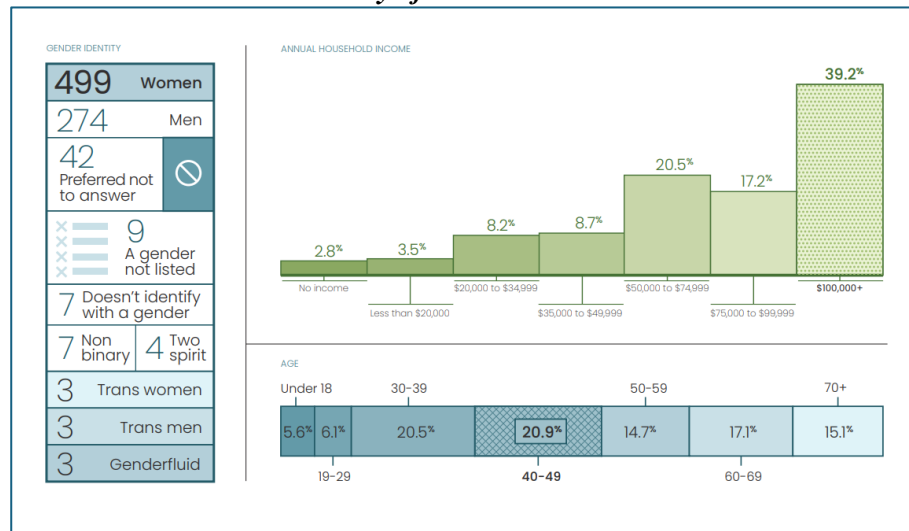 GENDER IDENTITY
499 Women
274 Men
42
Preferred not
to answer
9
A gender
not listed
7 Doesn't identify
with a gender
7 Non
binary
4 Two
spirit
3 Trans women
3 Trans men
3 Genderfluid
ANNUAL HOUSEHOLD INCOME
2.8%
3.5%
8.2%
8.7%
20.5%
17.2%
39.2%
No income
Less than $20,000
$20,000 to $34,999
$35,000 to $49,999
$50,000 to $74,999
$75,000 to $99,999
$100,000+
AGE
Under 18
30-39
50-59
70+
5.6% 6.1% 20.5% 20.9% 14.7% 17.1% 15.1%
19-29
40-49
60-69